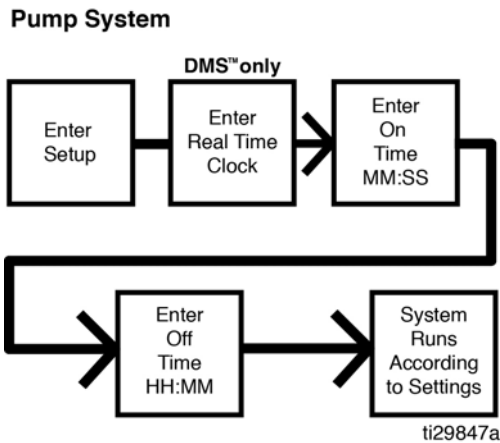 Pump System
DMS™only
Enter
Setup
Enter
Real Time
Clock
Enter
On
Time
MM:SS
Enter
Off
Time
HH:MM
System
Runs
According
to Settings
ti29847a